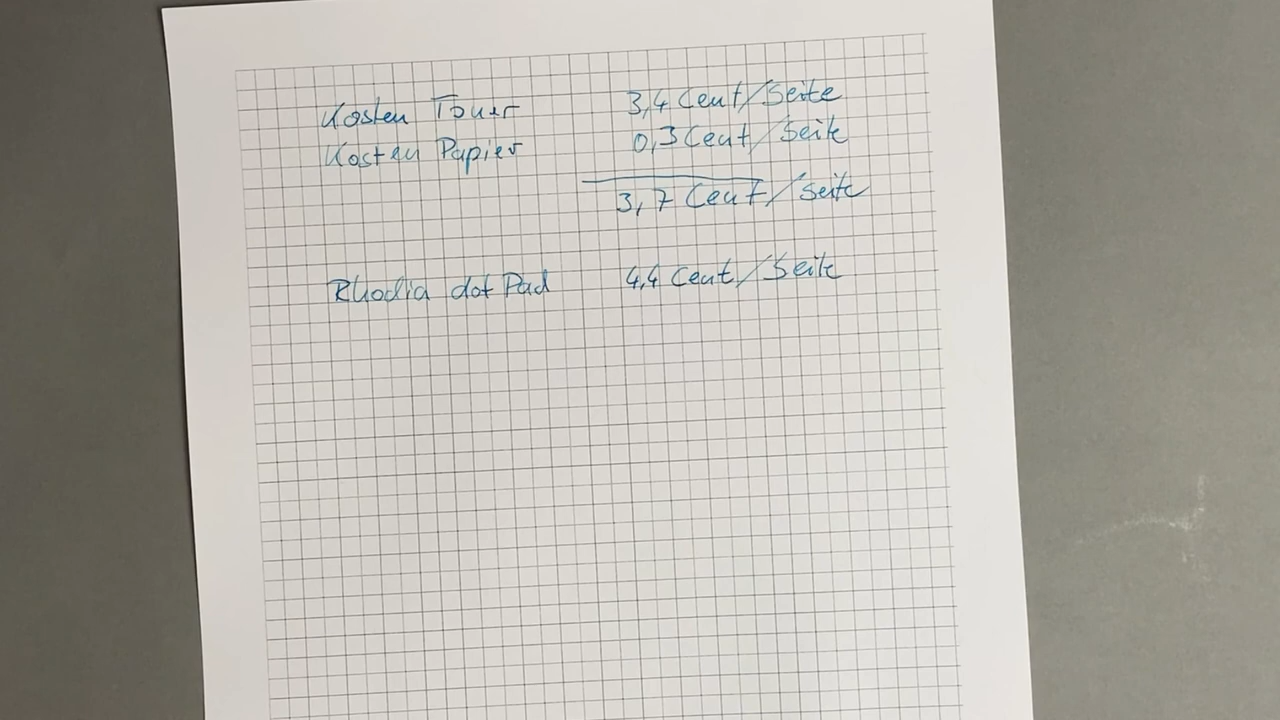 Kosten Toner 3,4 Cent/Seite
Kosten Papier 0,3 Cent/Seite
3,7 Cent/Seite
Rhodia dot Pad 4,4 Cent/Seite